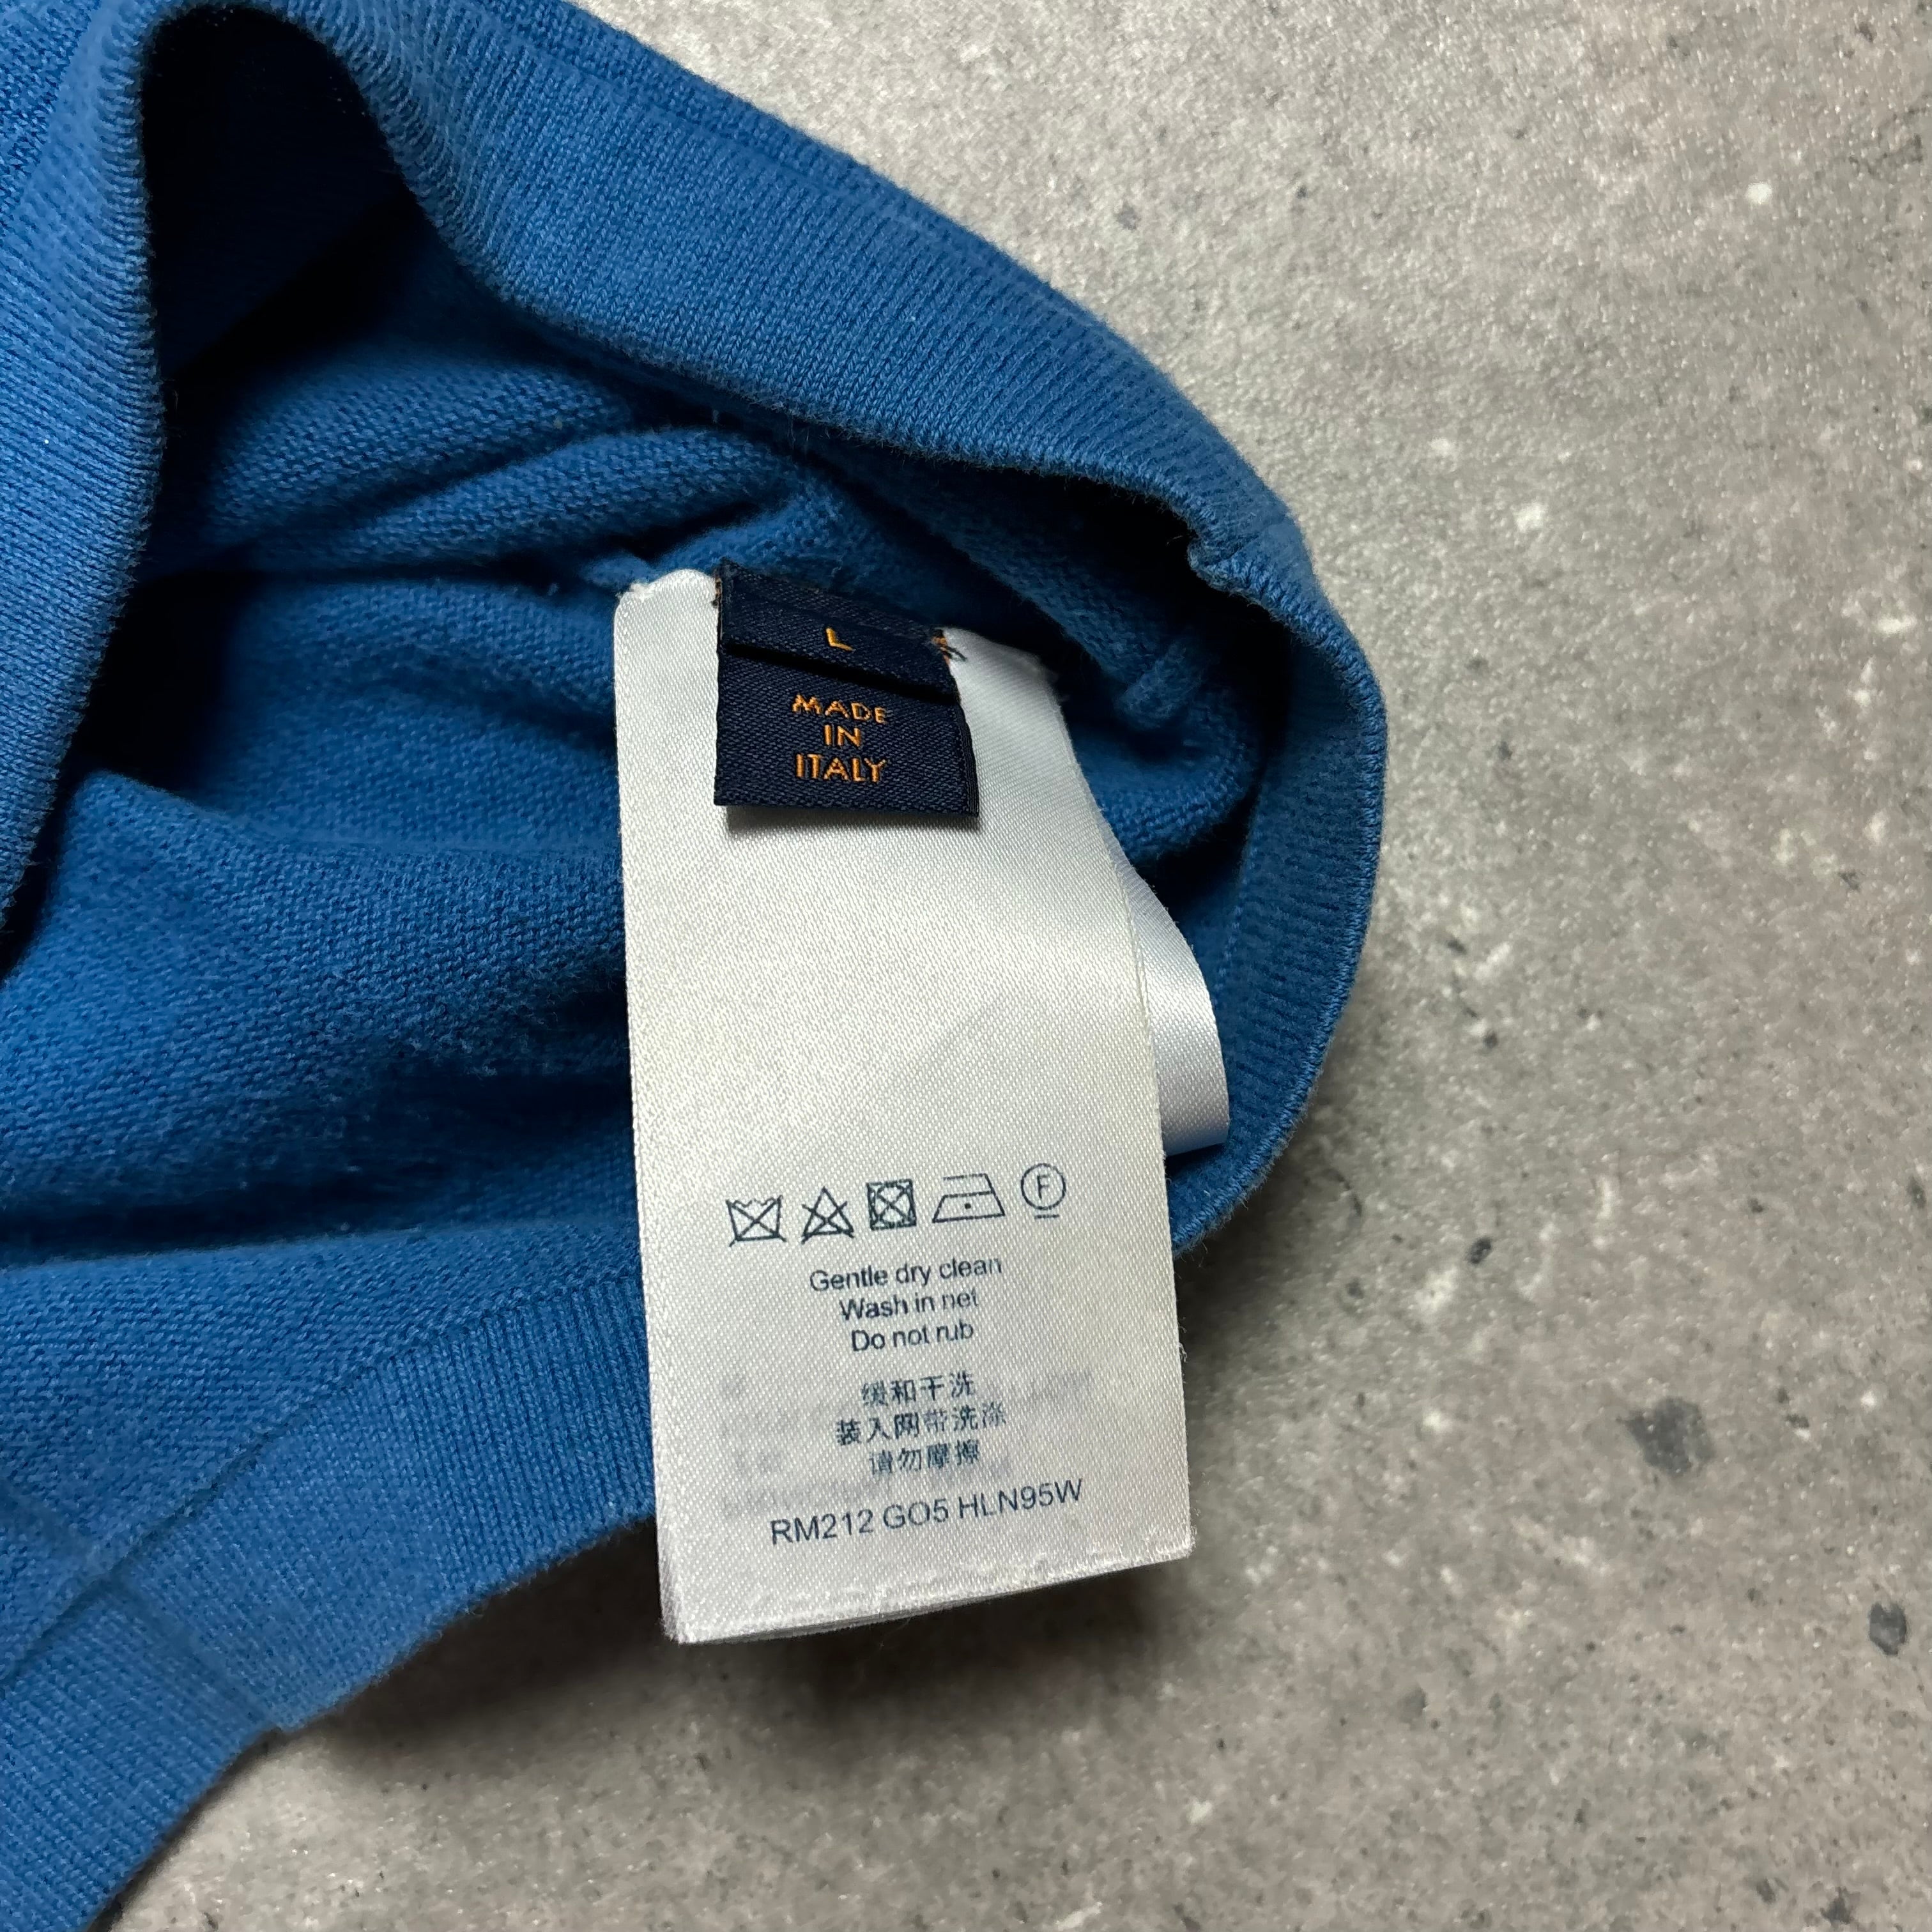 L
MADE
IN
ITALY
F
Gentle dry clean
Wash in net
Do not rub
缓和干洗
装入网带洗涤
请勿摩擦
RM212 GO5 HLN95W